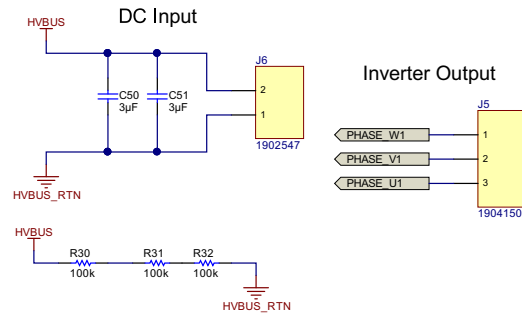 DC Input
HVBUS
J6
C50
3µF
C51
3µF
2
1
1902547
HVBUS_RTN
Inverter Output
J5
PHASE_W1
1
PHASE_V1
2
PHASE_U1
3
1904150
HVBUS
R30
100k
R31
100k
R32
100k
HVBUS_RTN